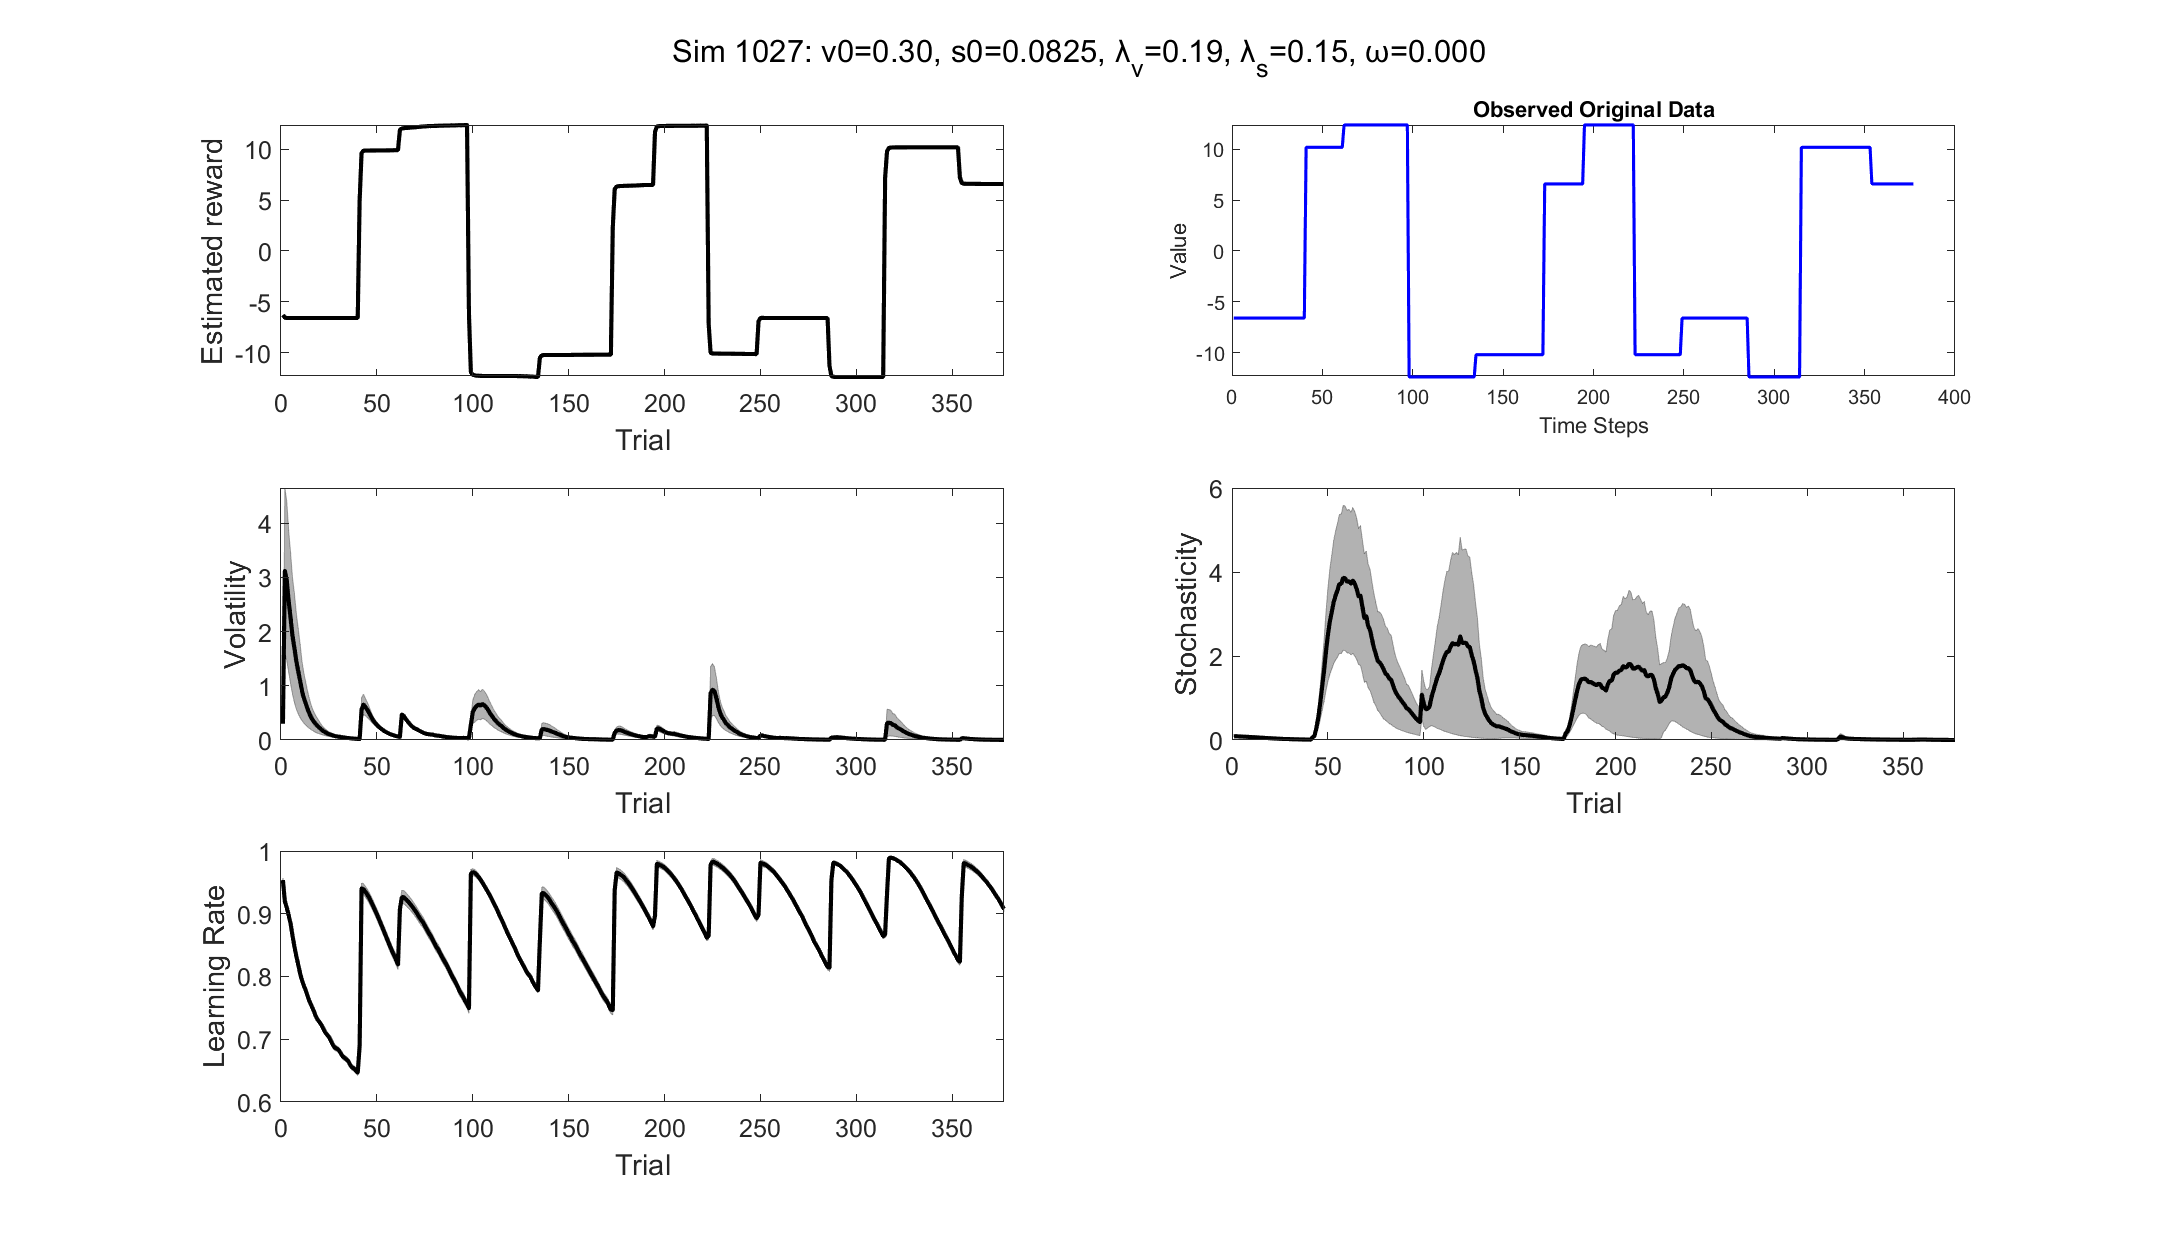 Sim 1027: v0=0.30, s0=0.0825, λv=0.19, λs=0.15, ω=0.000
Estimated reward
10
5
0
-5
-10
0 50 100 150 200 250 300 350
Trial
Observed Original Data
Value
10
5
0
-5
-10
0 50 100 150 200 250 300 350 400
Time Steps
Volatility
4
3
2
1
0
0 50 100 150 200 250 300 350
Trial
Stochasticity
6
4
2
0
0 50 100 150 200 250 300 350
Trial
Learning Rate
1
0.9
0.8
0.7
0.6
0 50 100 150 200 250 300 350
Trial